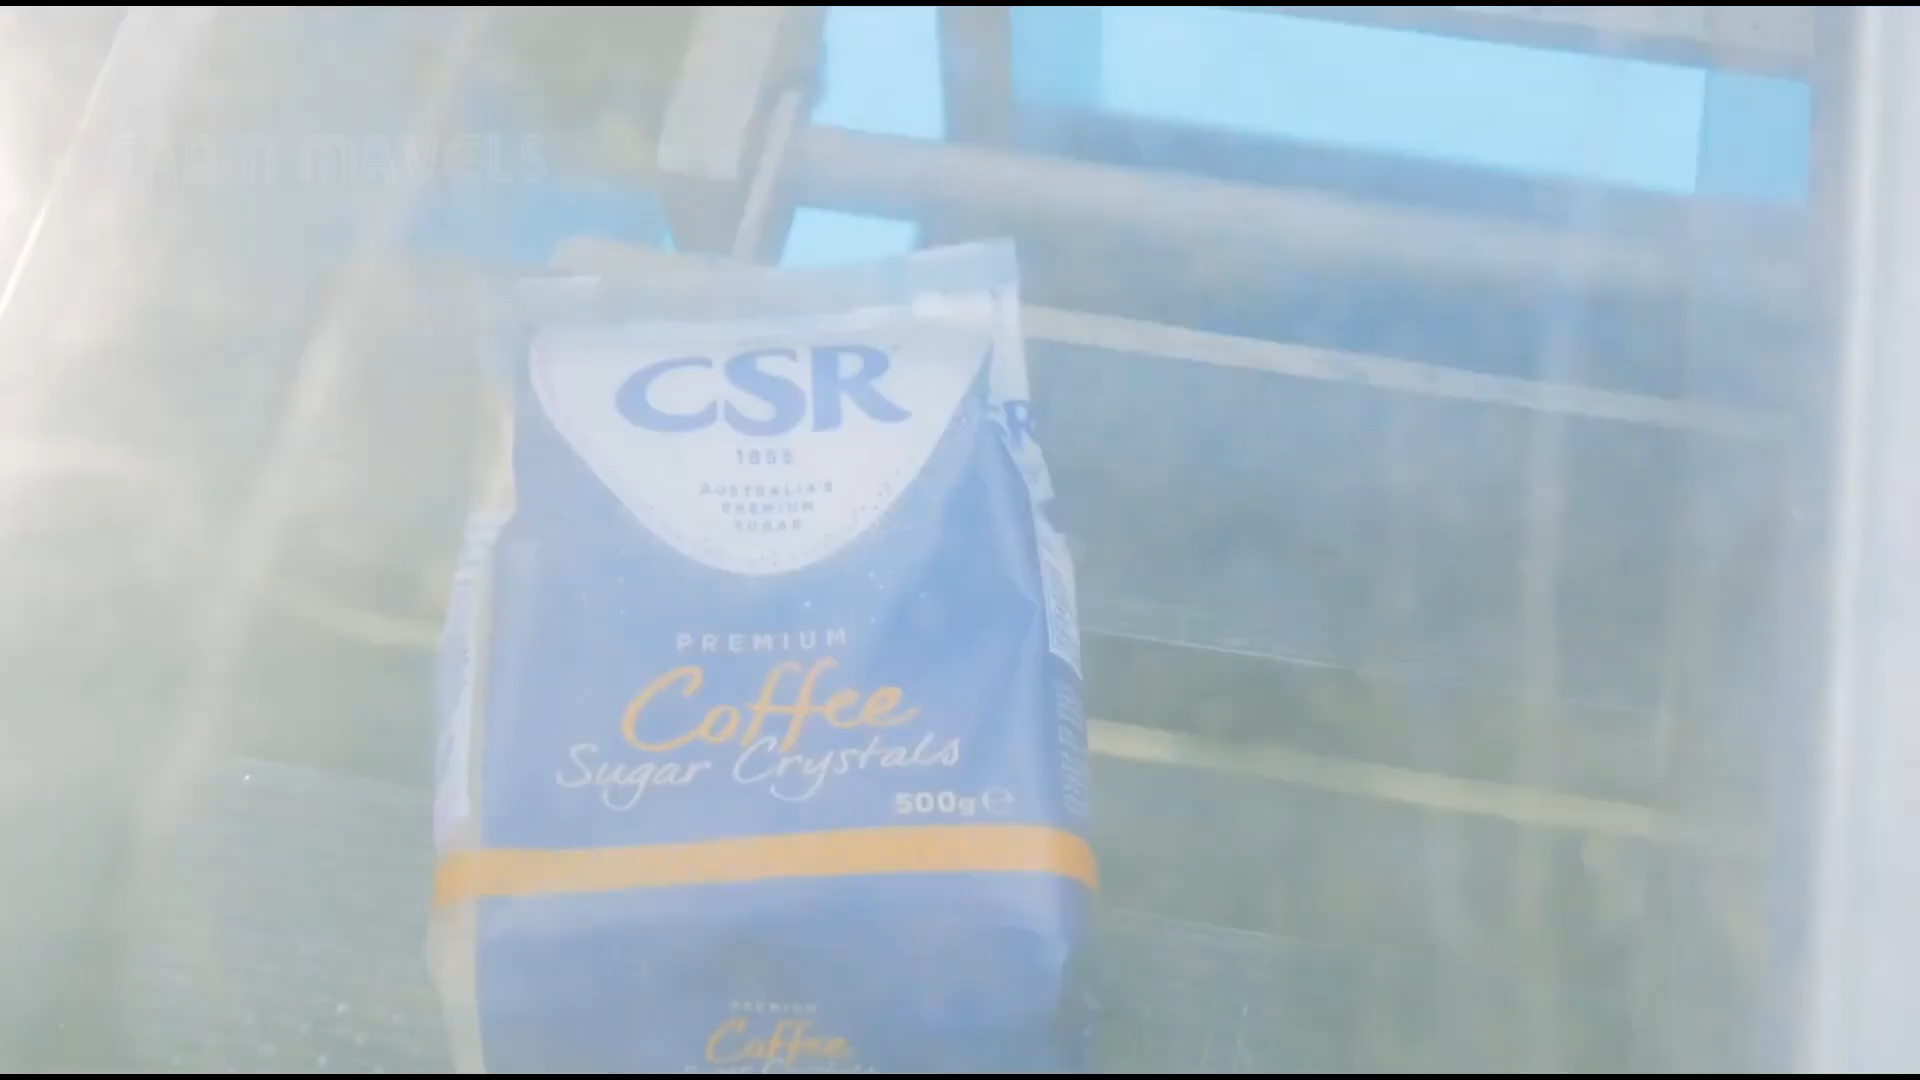 CSR
1855
AUSTRALIA'S
PREMIUM
SUGAR
R
PREMIUM
Coffee
Sugar Crystals
500g
PREMIUM
Coffee